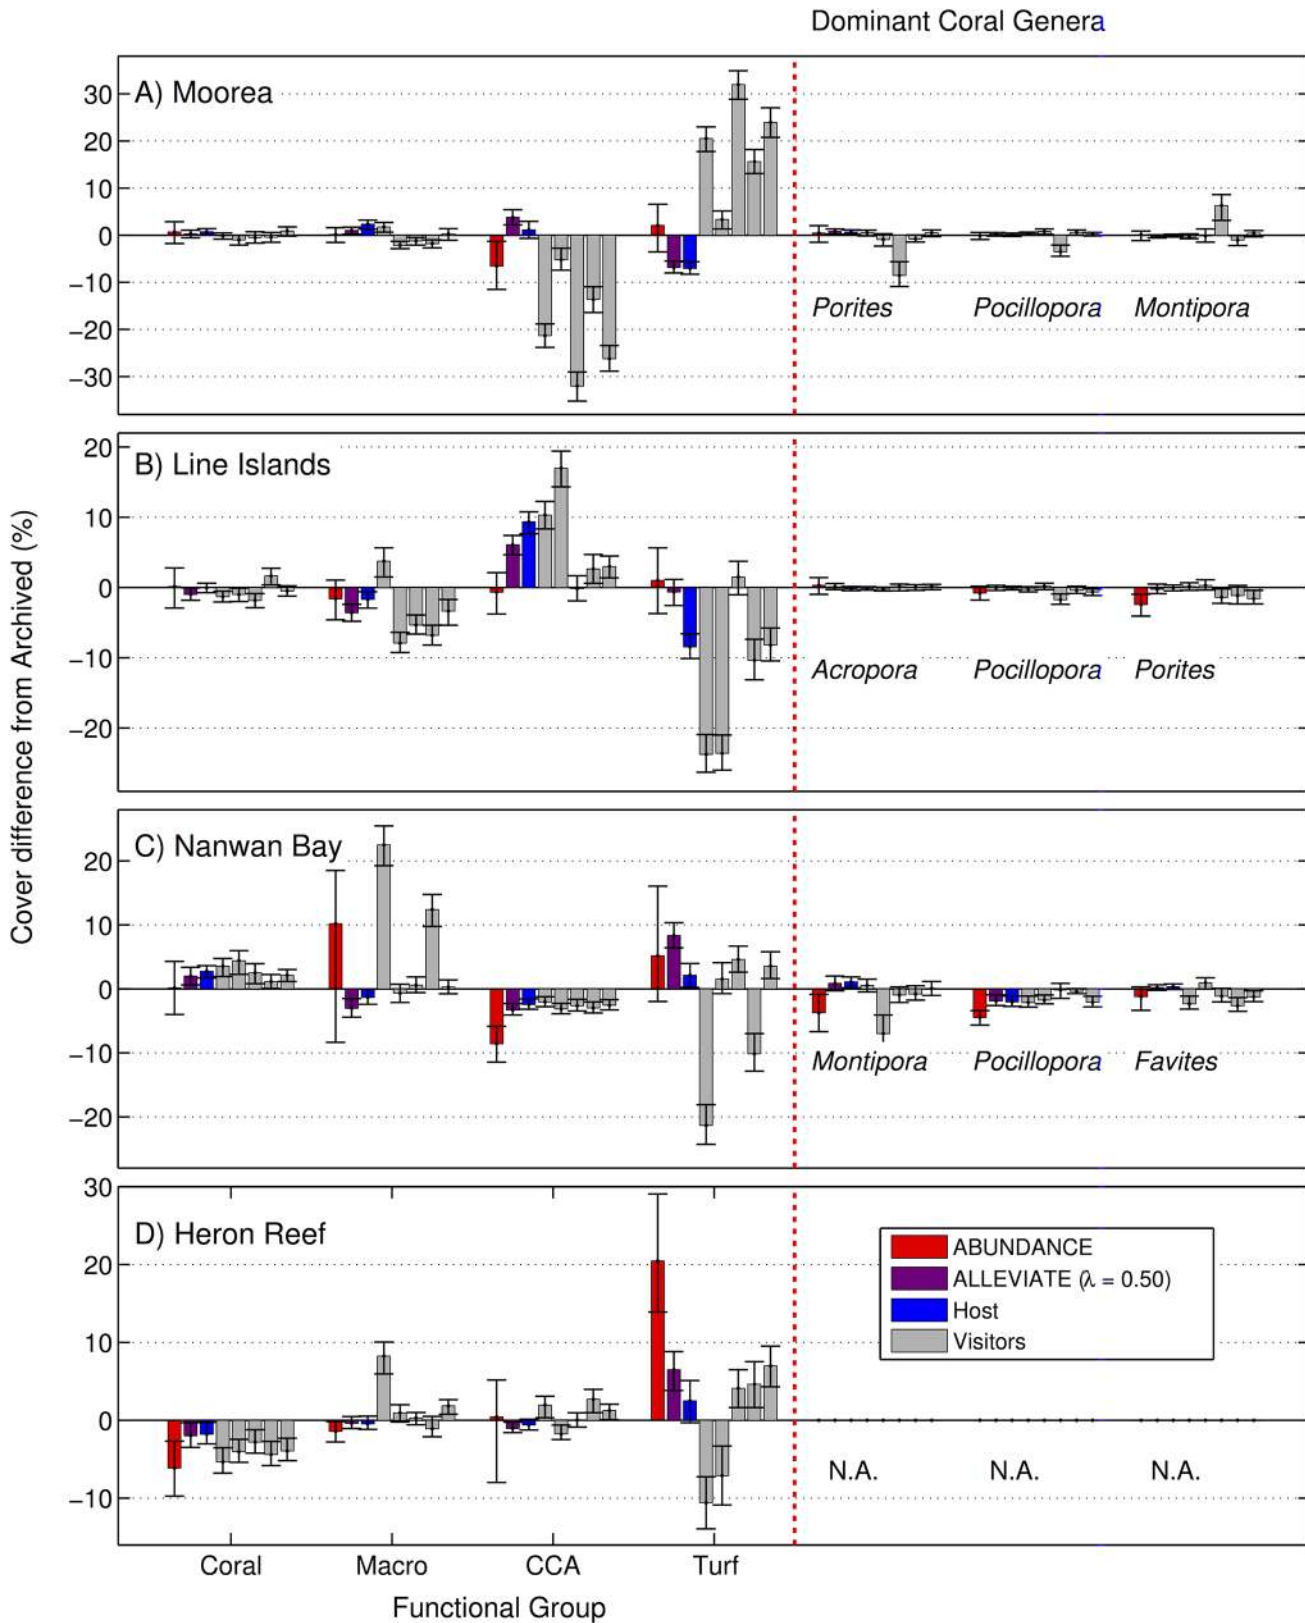 Dominant Coral Genera
A) Moorea
30
20
10
0
−10
−20
−30
Porites Pocillopora Montipora
B) Line Islands
20
10
0
−10
−20
Acropora Pocillopora Porites
C) Nanwan Bay
20
10
0
−10
−20
Montipora Pocillopora Favites
D) Heron Reef
30
20
10
0
−10
ABUNDANCE
ALLEVIATE (λ = 0.50)
Host
Visitors
N.A. N.A. N.A.
Coral Macro CCA Turf
Functional Group
Cover difference from Archived (%)